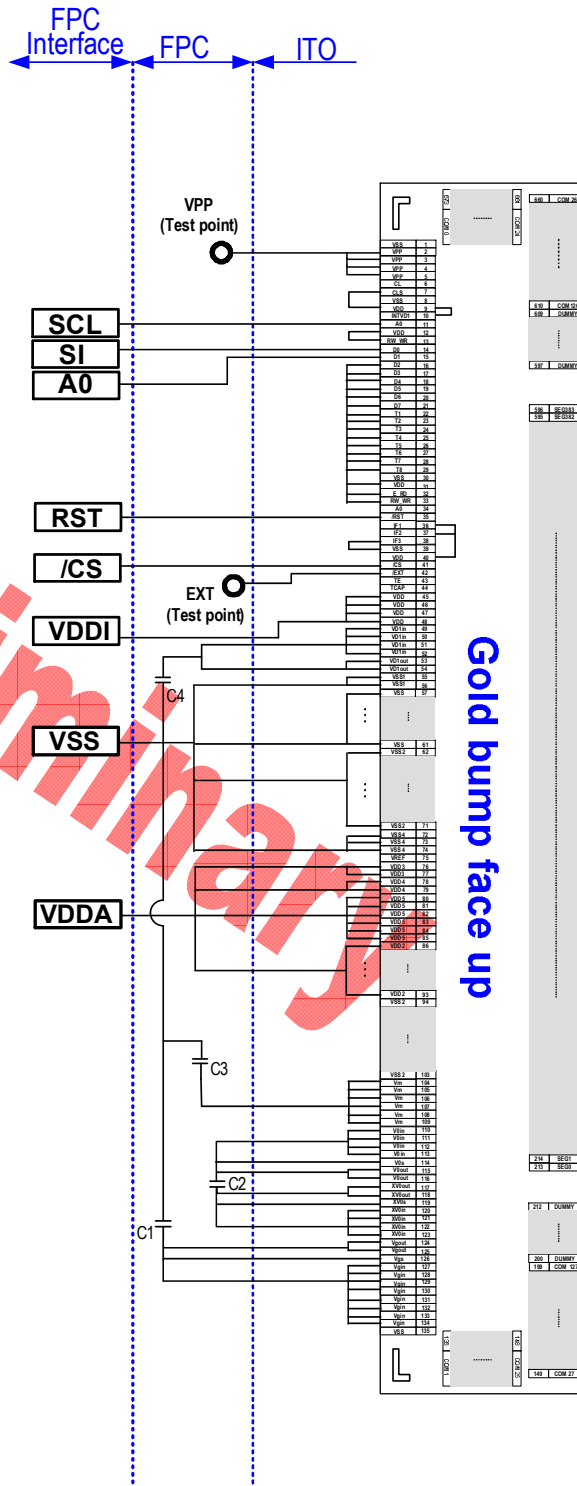 FPC
Interface
FPC
ITO
VPP
(Test point)
SCL
SI
A0
RST
/CS
EXT
(Test point)
VDDI
VSS
VDDA
C4
C3
C2
C1
minary
Gold bump face up
VSS 1
VPP 2
VPP 3
VPP 4
VPP 5
CL 6
CLS 7
VSS 8
VDD 9
INTVD1 10
A0 11
VDD 12
RW_WR 13
D0 14
D1 15
D2 16
D3 17
D4 18
D5 19
D6 20
D7 21
T1 22
T2 23
T3 24
T4 25
T5 26
T6 27
T7 28
T8 29
VSS 30
VDD 31
E_RD 32
RW_WR 33
A0 34
/RST 35
IF1 36
IF2 37
IF3 38
VSS 39
VDD 40
/CS 41
/EXT 42
TE 43
TCAP 44
VDD 45
VDD 46
VDD 47
VDD 48
VD1in 49
VD1in 50
VD1in 51
VD1in 52
VD1out 53
VD1out 54
VSS1 55
VSS1 56
VSS 57
VSS 61
VSS2 62
VSS2 71
VSS4 72
VSS4 73
VSS4 74
VREF 75
VDD3 76
VDD3 77
VDD4 78
VDD4 79
VDD5 80
VDD5 81
VDD5 82
VDD5 83
VDD5 84
VDD5 85
VDD2 86
VDD2 93
VSS2 94
VSS2 103
Vm 104
Vm 105
Vm 106
Vm 107
Vm 108
Vm 109
V0in 110
V0in 111
V0in 112
V0in 113
V0s 114
V0out 115
V0out 116
XV0out 117
XV0out 118
XV0s 119
XV0in 120
XV0in 121
XV0in 122
XV0in 123
Vgout 124
Vgout 125
Vgs 126
Vgin 127
Vgin 128
Vgin 129
Vgin 130
Vgin 131
Vgin 132
Vgin 133
Vgin 134
VSS 135
COM 0
COM 24
COM 1
COM 25
660 COM 26
610 COM 126
609 DUMMY
597 DUMMY
596 SEG383
595 SEG382
214 SEG1
213 SEG0
212 DUMMY
200 DUMMY
199 COM 127
149 COM 27